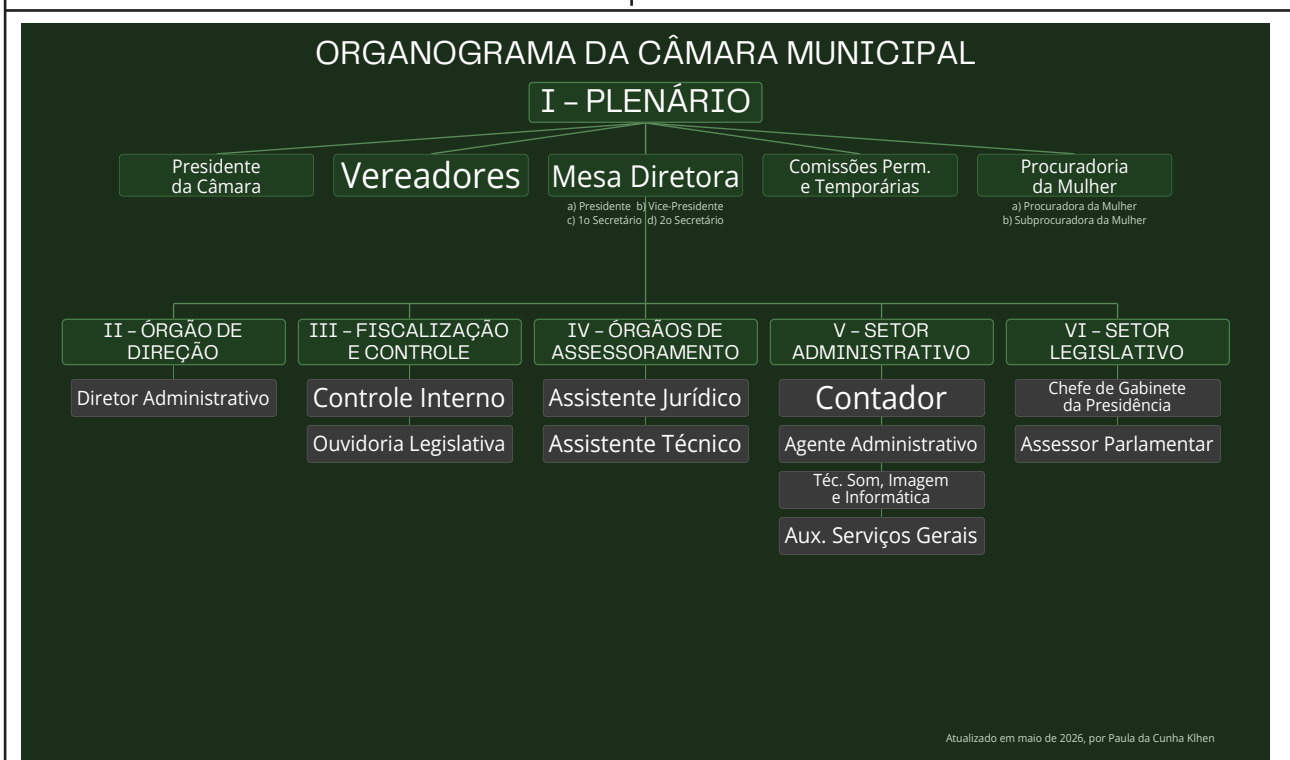 ORGANOGRAMA DA CÂMARA MUNICIPAL
I – PLENÁRIO
Presidente
da Câmara
Vereadores
Mesa Diretora
a) Presidente b) Vice-Presidente
c) 1o Secretário d) 2o Secretário
Comissões Perm.
e Temporárias
Procuradoria
da Mulher
a) Procuradora da Mulher
b) Subprocuradora da Mulher
II – ÓRGÃO DE
DIREÇÃO
Diretor Administrativo
III – FISCALIZAÇÃO
E CONTROLE
Controle Interno
Ouvidoria Legislativa
IV – ÓRGÃOS DE
ASSESSORAMENTO
Assistente Jurídico
Assistente Técnico
V – SETOR
ADMINISTRATIVO
Contador
Agente Administrativo
Téc. Som, Imagem
e Informática
Aux. Serviços Gerais
VI – SETOR
LEGISLATIVO
Chefe de Gabinete
da Presidência
Assessor Parlamentar
Atualizado em maio de 2026, por Paula da Cunha Klhen